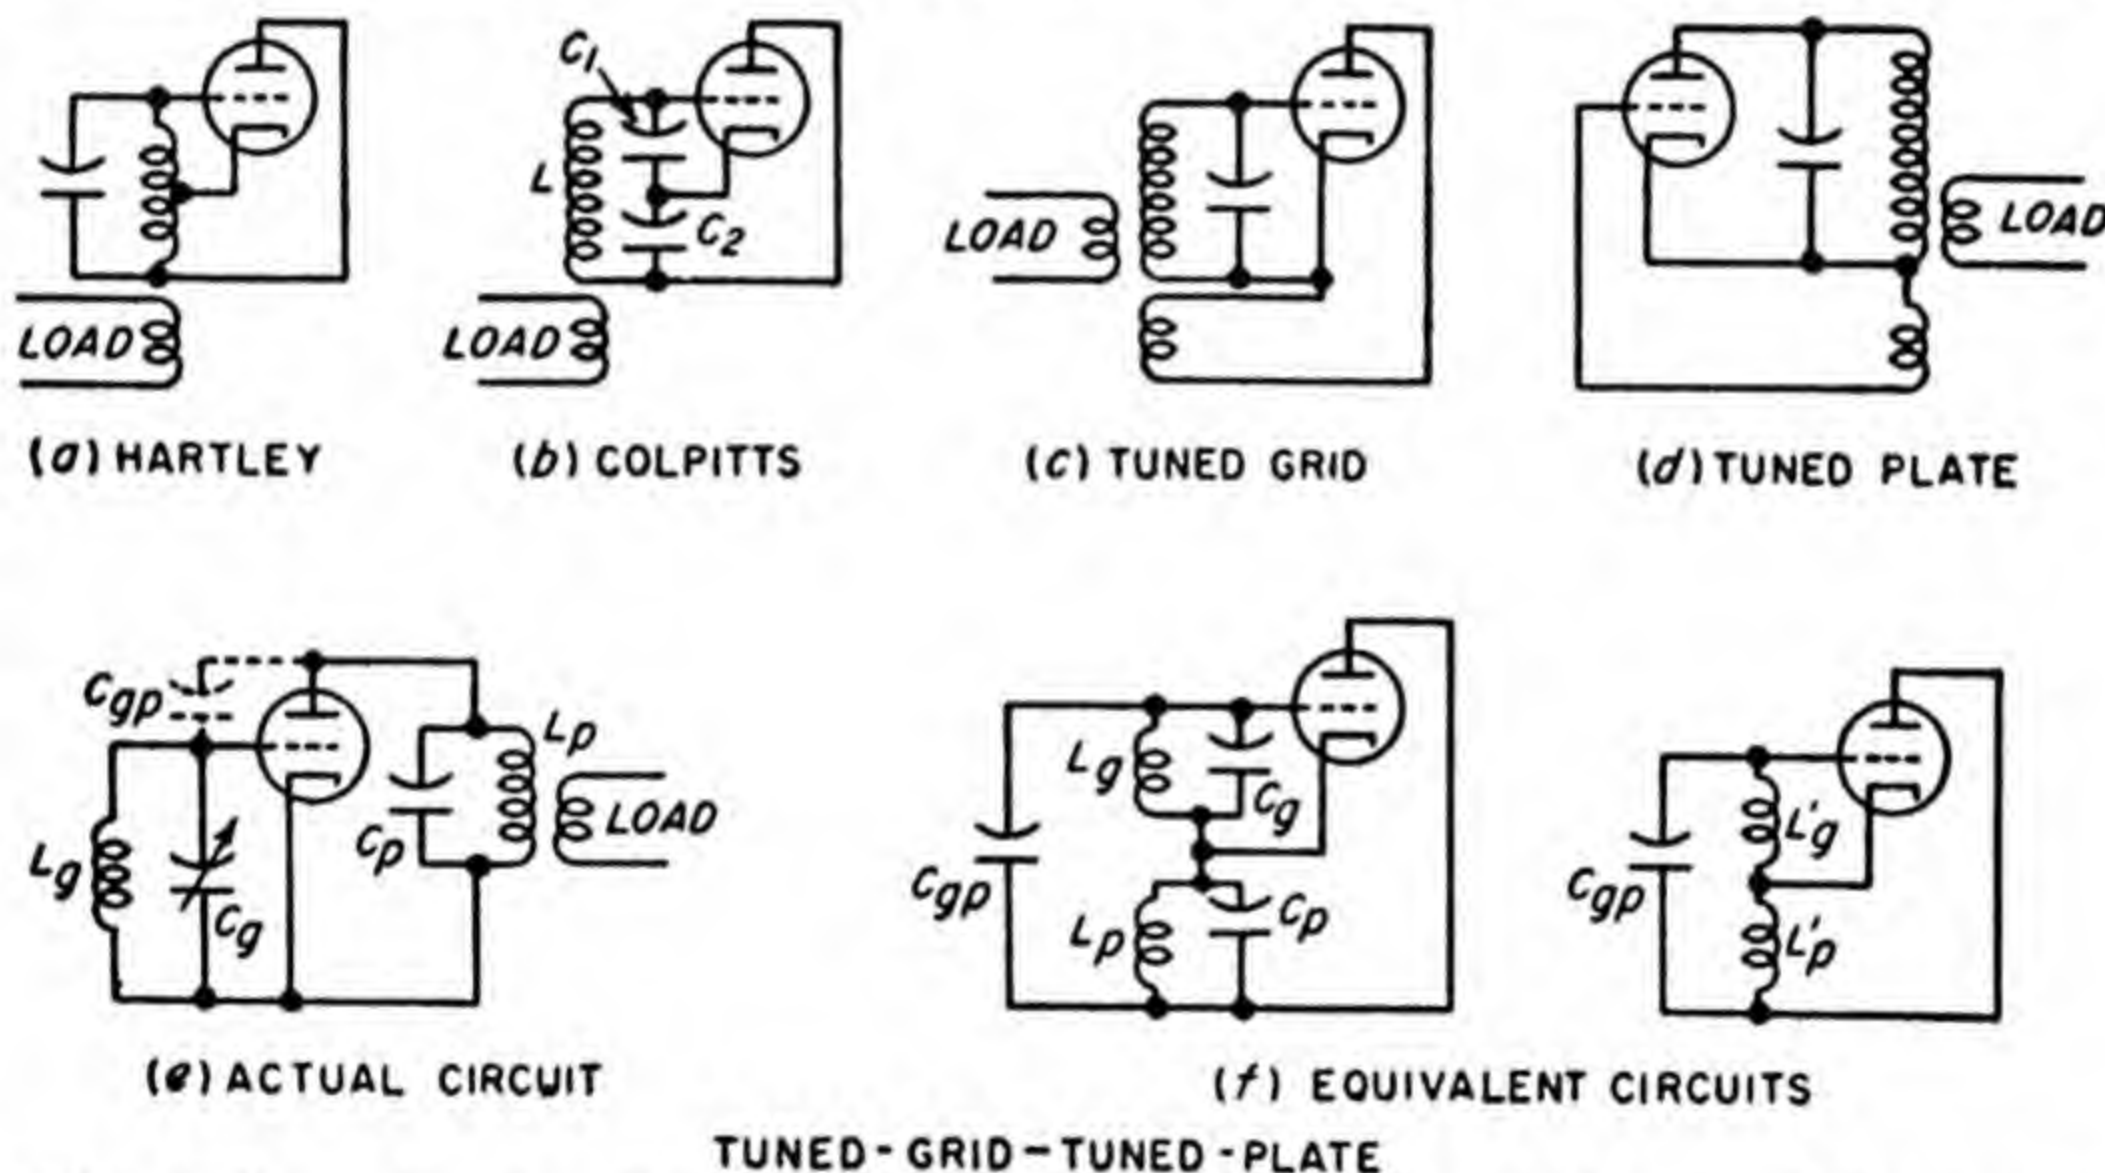 C1
L
C2
LOAD
LOAD
LOAD
LOAD
(a) HARTLEY
(b) COLPITTS
(c) TUNED GRID
(d) TUNED PLATE
Cgp
Lg
Cg
Cp
Lp
LOAD
Cgp
Lg
Cg
Lp
Cp
Cgp
L'g
L'p
(e) ACTUAL CIRCUIT
(f) EQUIVALENT CIRCUITS
TUNED-GRID-TUNED-PLATE